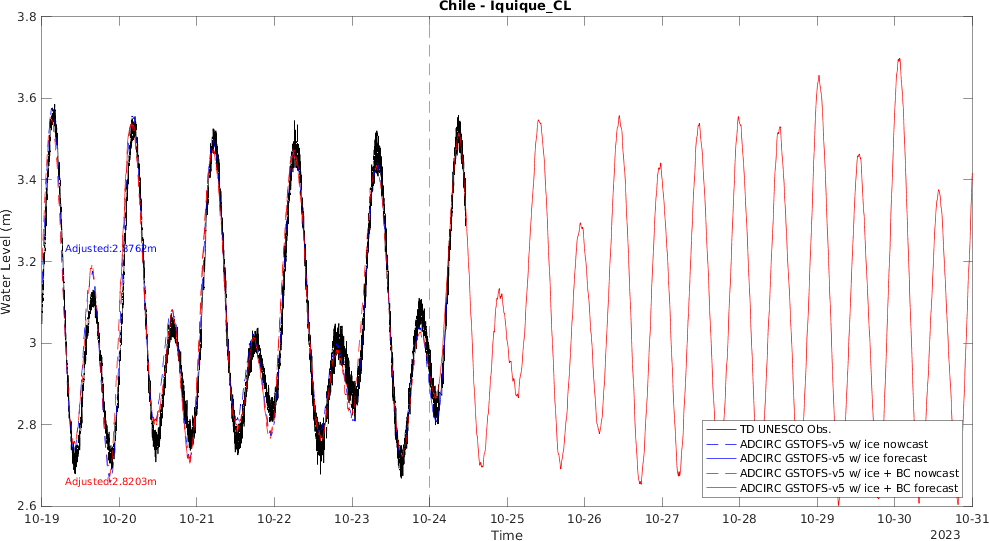 Chile - Iquique_CL
Water Level (m)
3.8
3.6
3.4
3.2
3
2.8
2.6
Adjusted:2.8762m
Adjusted:2.8203m
TD UNESCO Obs.
ADCIRC GSTOFS-v5 w/ ice nowcast
ADCIRC GSTOFS-v5 w/ ice forecast
ADCIRC GSTOFS-v5 w/ ice + BC nowcast
ADCIRC GSTOFS-v5 w/ ice + BC forecast
10-19 10-20 10-21 10-22 10-23 10-24 10-25 10-26 10-27 10-28 10-29 10-30 10-31
Time
2023